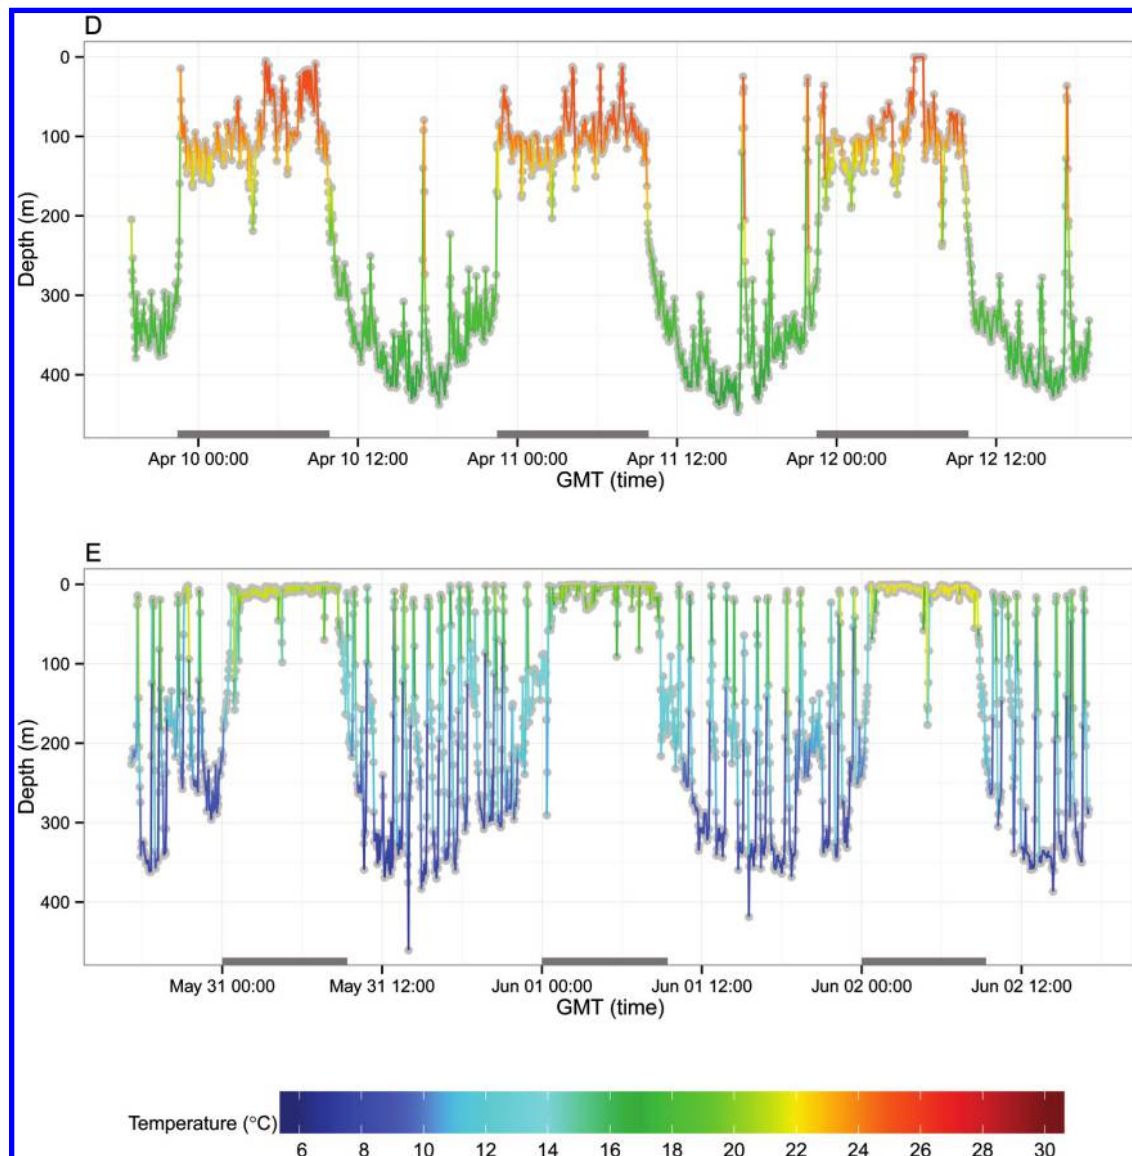 D
0
100
200
300
400
Depth (m)
Apr 10 00:00 Apr 10 12:00 Apr 11 00:00 Apr 11 12:00 Apr 12 00:00 Apr 12 12:00
GMT (time)
E
0
100
200
300
400
Depth (m)
May 31 00:00 May 31 12:00 Jun 01 00:00 Jun 01 12:00 Jun 02 00:00 Jun 02 12:00
GMT (time)
Temperature (°C)
6 8 10 12 14 16 18 20 22 24 26 28 30